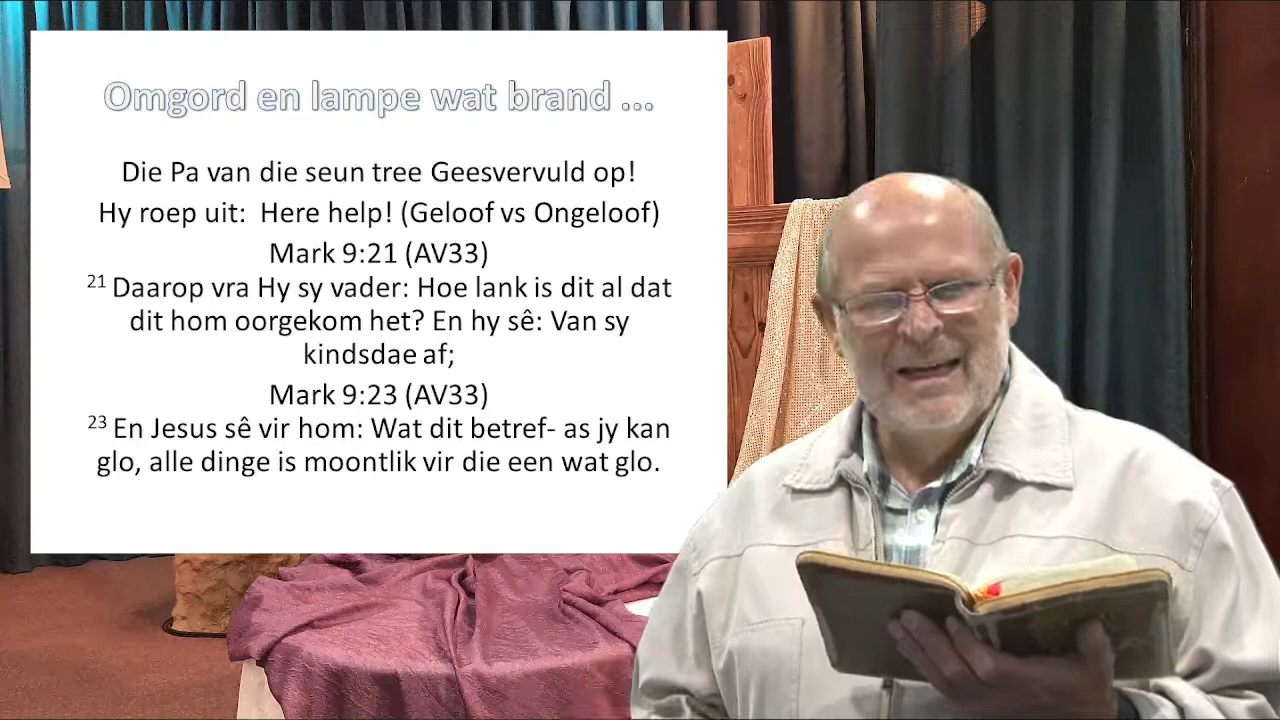 Omgord en lampe wat brand ...
Die Pa van die seun tree Geesvervuld op!
Hy roep uit: Here help! (Geloof vs Ongeloof)
Mark 9:21 (AV33)
21 Daarop vra Hy sy vader: Hoe lank is dit al dat
dit hom oorgekom het? En hy sê: Van sy
kindsdae af;
Mark 9:23 (AV33)
23 En Jesus sê vir hom: Wat dit betref- as jy kan
glo, alle dinge is moontlik vir die een wat glo.